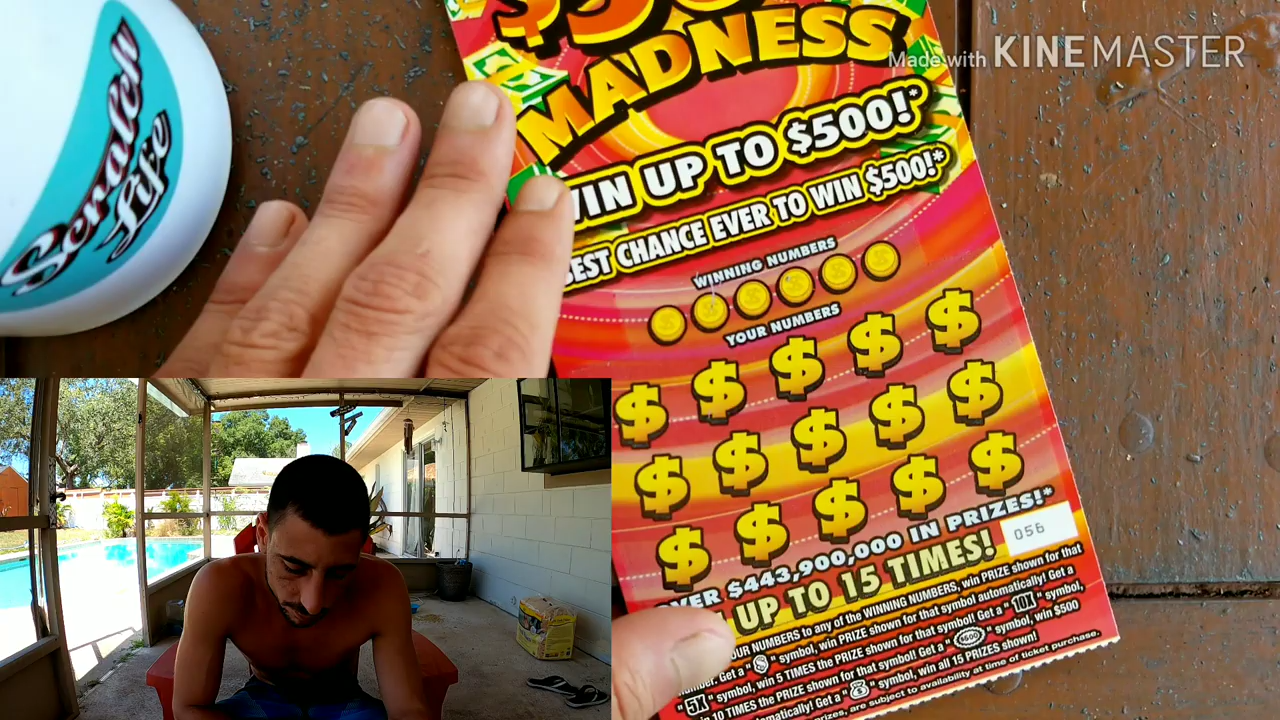 Scratch
Life
MADNESS
Made with KINEMASTER
WIN UP TO $500!*
BEST CHANCE EVER TO WIN $500!*
WINNING NUMBERS
YOUR NUMBERS
OVER $443,900,000 IN PRIZES!*
056
UP TO 15 TIMES!
YOUR NUMBERS to any of the WINNING NUMBERS, win PRIZE shown for that
number. Get a " $ " symbol, win PRIZE shown for that symbol automatically! Get a
" 5X " symbol, win 5 TIMES the PRIZE shown for that symbol! Get a " 10X " symbol,
win 10 TIMES the PRIZE shown for that symbol! Get a " $500 " symbol, win $500
automatically! Get a " " symbol, win all 15 PRIZES shown!
prizes, are subject to availability at time of ticket purchase.